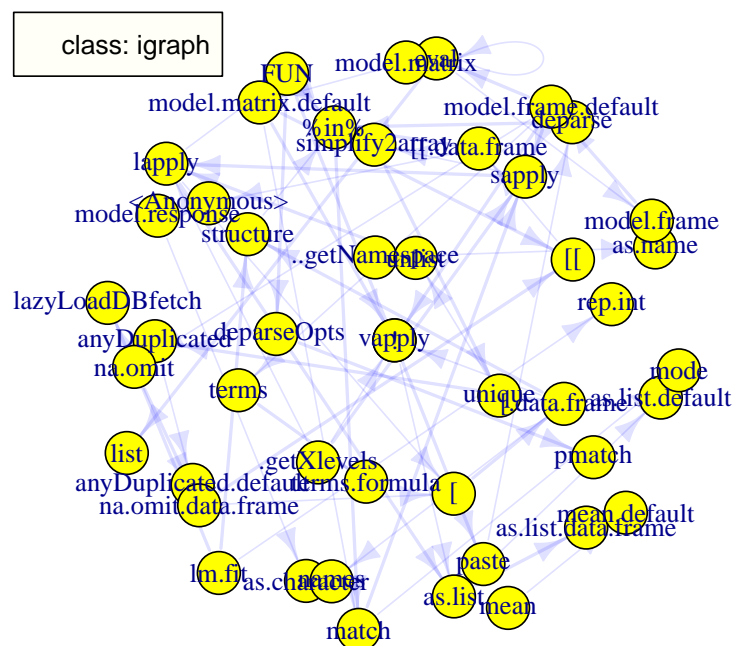 class: igraph
eval
model.matrix
FUN
model.matrix.default
model.frame.default
deparse
%in%
simplify2array
[[.data.frame
lapply
sapply
<Anonymous>
model.response
structure
model.frame
as.name
..getNamespace
unlist
[[
lazyLoadDBfetch
rep.int
anyDuplicated
deparseOpts
vapply
na.omit
mode
terms
unique
[.data.frame
as.list.default
list
.getXlevels
pmatch
anyDuplicated.default
terms.formula
[
na.omit.data.frame
mean.default
as.list.data.frame
paste
lm.fit
as.character
names
as.list
mean
match